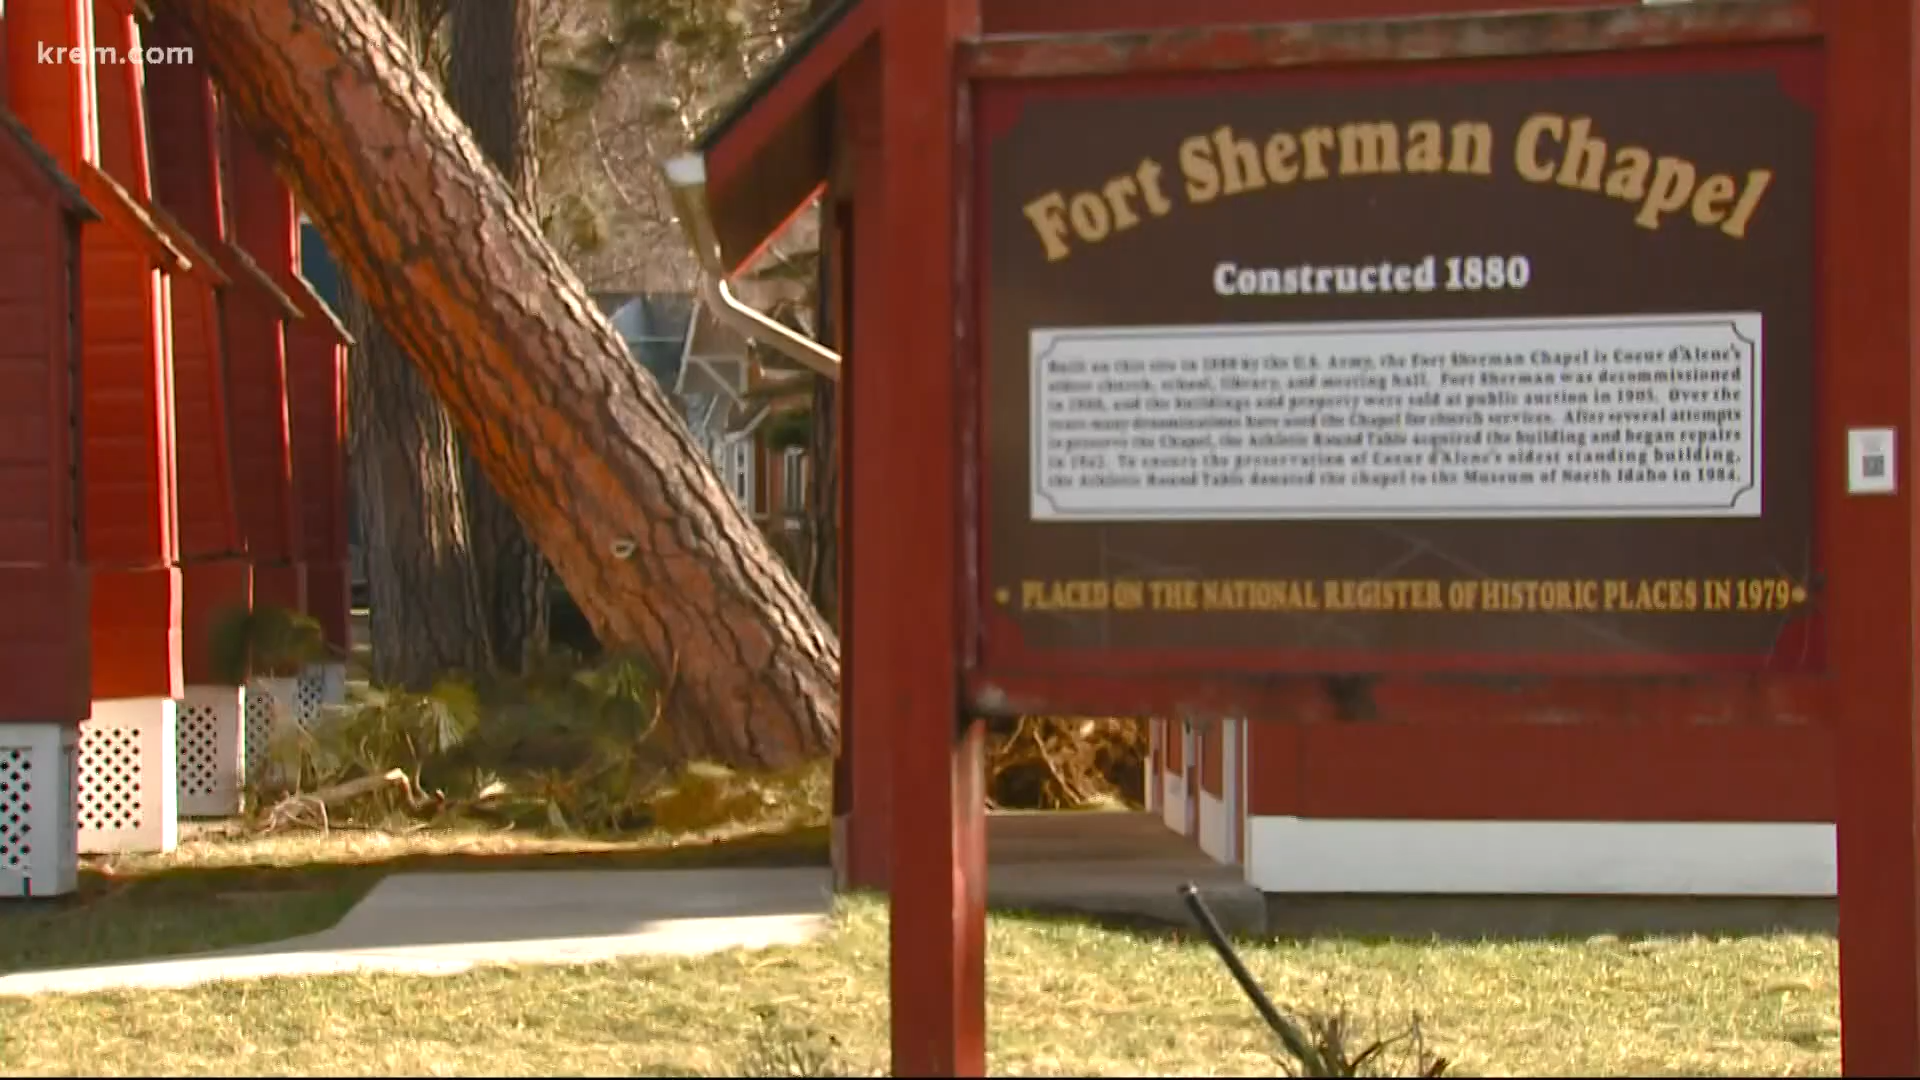 krem.com
Fort Sherman Chapel
Constructed 1880
Built on this site in 1880 by the U.S. Army, the Fort Sherman Chapel is Coeur d'Alene's
oldest church, school, library, and meeting hall. Fort Sherman was decommissioned
in and the buildings and property were sold at public auction in 1905. Over the
years many denominations have used the Chapel for church services. After several attempts
to preserve the Chapel, the Athletic Round Table acquired the building and began repairs
in 1942. To ensure the preservation of Coeur d'Alene's oldest standing building,
the Athletic Round Table donated the chapel to the Museum of North Idaho in 1984.
• PLACED ON THE NATIONAL REGISTER OF HISTORIC PLACES IN 1979 •